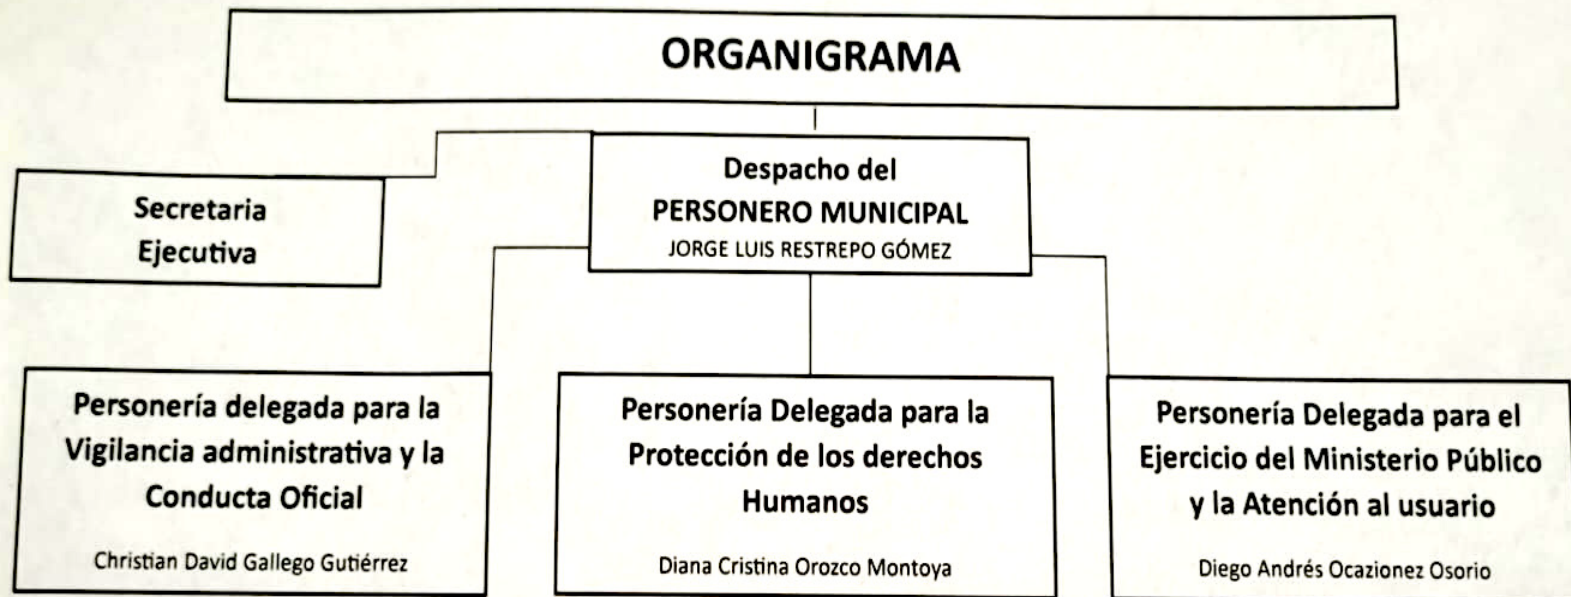 ORGANIGRAMA
Despacho del
PERSONERO MUNICIPAL
JORGE LUIS RESTREPO GÓMEZ
Secretaria
Ejecutiva
Personería delegada para la
Vigilancia administrativa y la
Conducta Oficial
Christian David Gallego Gutiérrez
Personería Delegada para la
Protección de los derechos
Humanos
Diana Cristina Orozco Montoya
Personería Delegada para el
Ejercicio del Ministerio Público
y la Atención al usuario
Diego Andrés Ocazionez Osorio